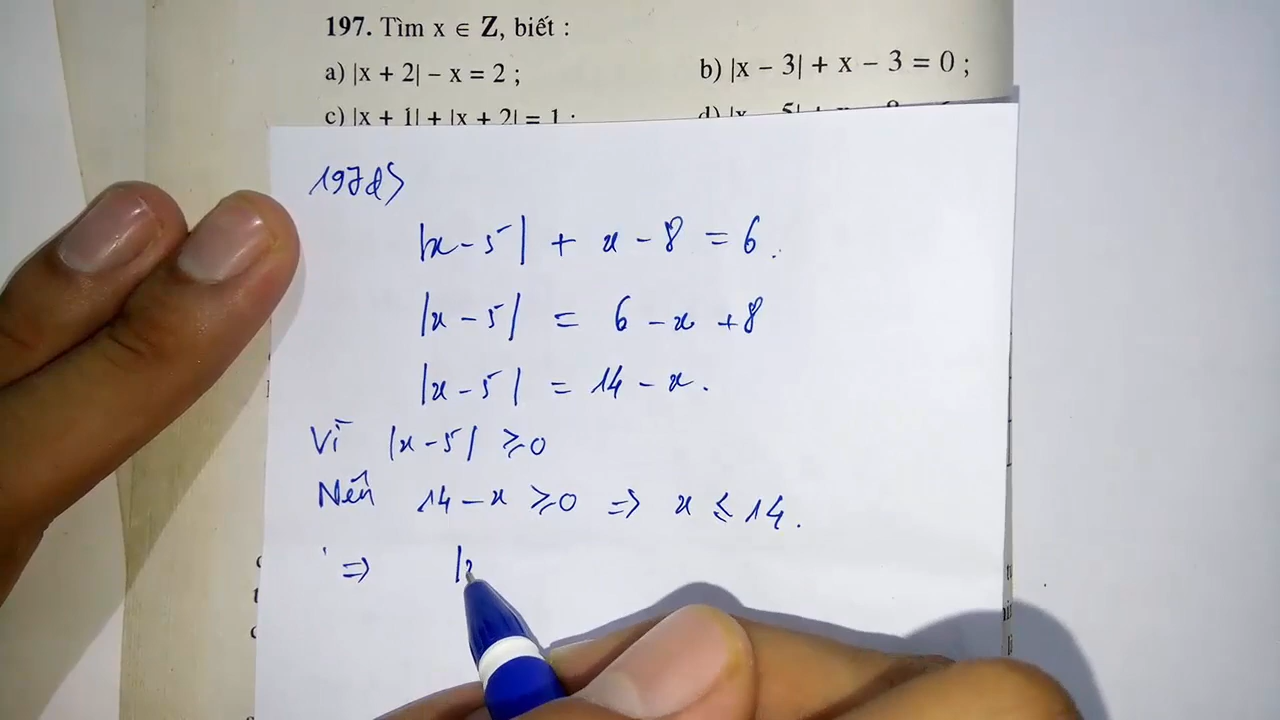 197. Tìm x ∈ Z, biết :
a) |x + 2| – x = 2 ;
b) |x – 3| + x – 3 = 0 ;
c) |x + 1| + |x + 2| = 1 ;
197d)
|x – 5| + x – 8 = 6.
|x – 5| = 6 – x + 8
|x – 5| = 14 – x.
Vì |x – 5| ⩾ 0
Nên 14 – x ⩾ 0 => x ⩽ 14.
=>